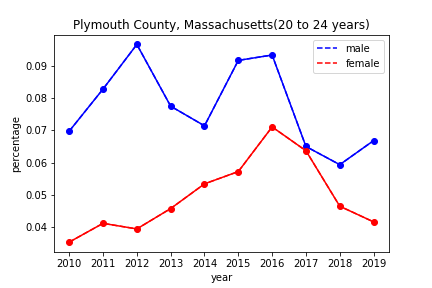 Plymouth County, Massachusetts(20 to 24 years)
male
female
percentage
0.09
0.08
0.07
0.06
0.05
0.04
2010 2011 2012 2013 2014 2015 2016 2017 2018 2019
year